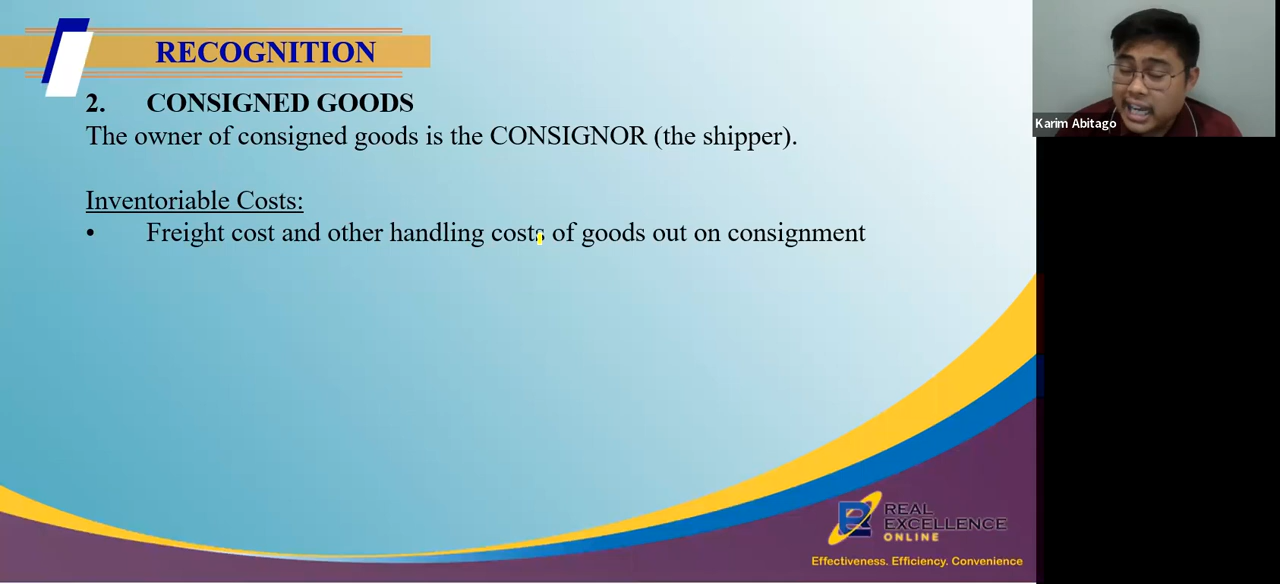 RECOGNITION
2. CONSIGNED GOODS
The owner of consigned goods is the CONSIGNOR (the shipper).
Inventoriable Costs:
• Freight cost and other handling costs of goods out on consignment
Karim Abitago
REAL
EXCELLENCE
ONLINE
Effectiveness. Efficiency. Convenience